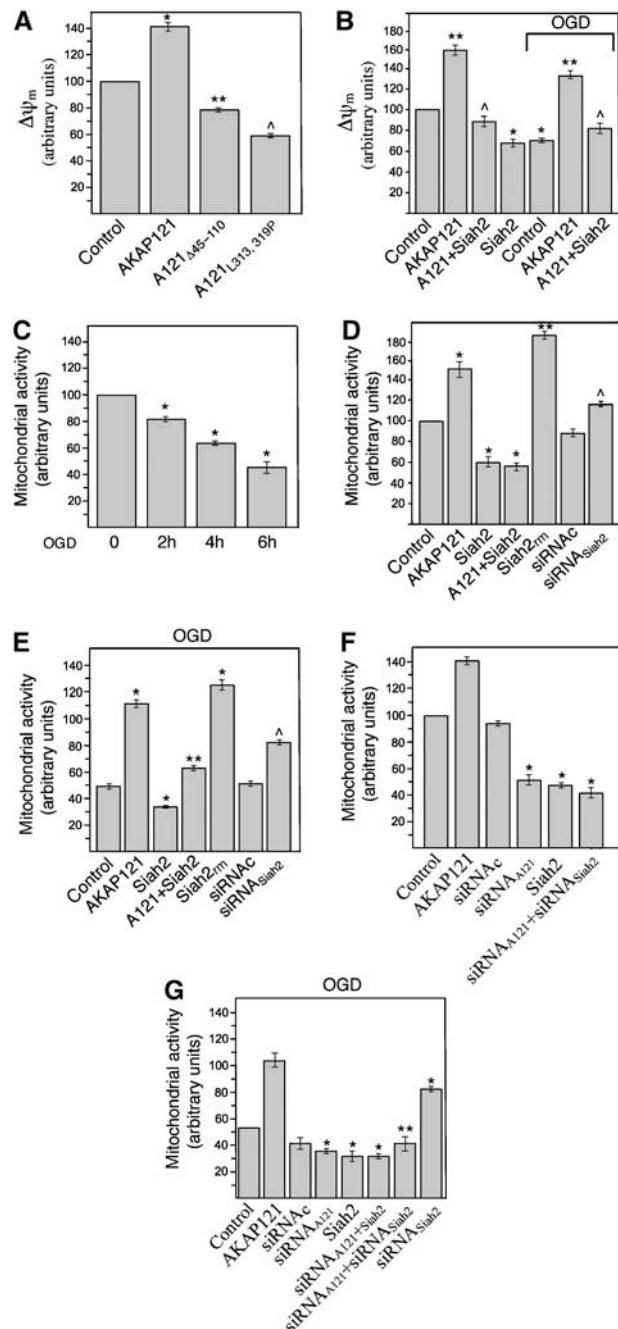 A
Δψm
(arbitrary units)
140
120
100
80
60
40
20
*
**
^
Control
AKAP121
A121Δ45–110
A121L313, 319P
B
OGD
Δψm
(arbitrary units)
180
160
140
120
100
80
60
40
20
**
^
*
*
**
^
Control
AKAP121
A121+Siah2
Siah2
Control
AKAP121
A121+Siah2
C
Mitochondrial activity
(arbitrary units)
140
120
100
80
60
40
20
*
*
*
OGD 0 2h 4h 6h
D
Mitochondrial activity
(arbitrary units)
180
160
140
120
100
80
60
40
20
*
*
*
**
^
Control
AKAP121
Siah2
A121+Siah2
Siah2rm
siRNAc
siRNASiah2
E
OGD
Mitochondrial activity
(arbitrary units)
140
120
100
80
60
40
20
*
*
**
*
^
Control
AKAP121
Siah2
A121+Siah2
Siah2rm
siRNAc
siRNASiah2
F
Mitochondrial activity
(arbitrary units)
140
120
100
80
60
40
20
*
*
*
Control
AKAP121
siRNAc
siRNAA121
Siah2
siRNAA121+siRNASiah2
G
OGD
Mitochondrial activity
(arbitrary units)
140
120
100
80
60
40
20
*
*
*
**
*
Control
AKAP121
siRNAc
siRNAA121
Siah2
siRNAA121+Siah2
siRNAA121+siRNASiah2
siRNASiah2